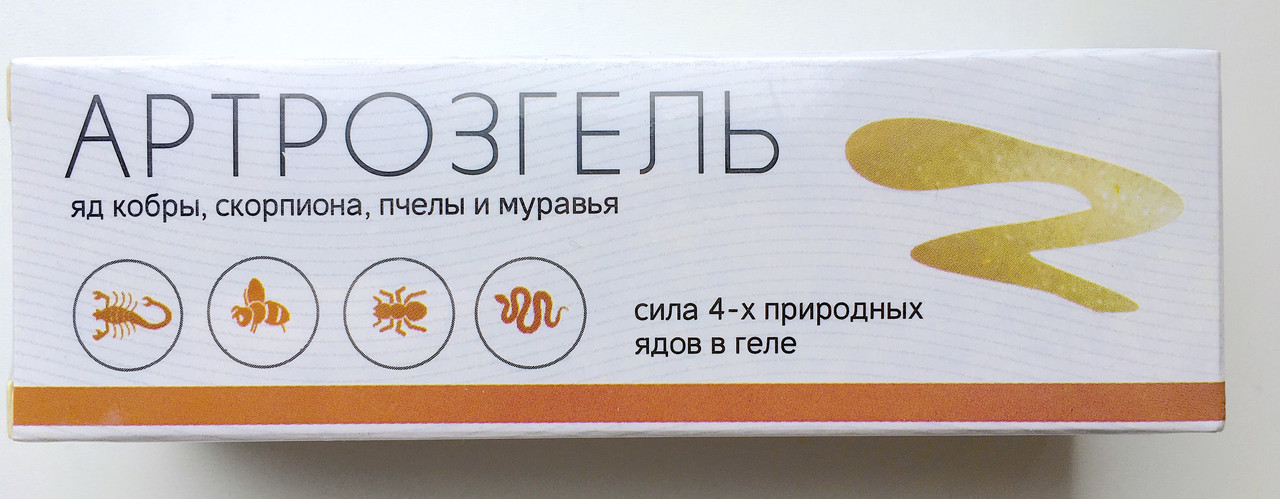 АРТРОЗГЕЛЬ
яд кобры, скорпиона, пчелы и муравья
сила 4-х природных
ядов в геле